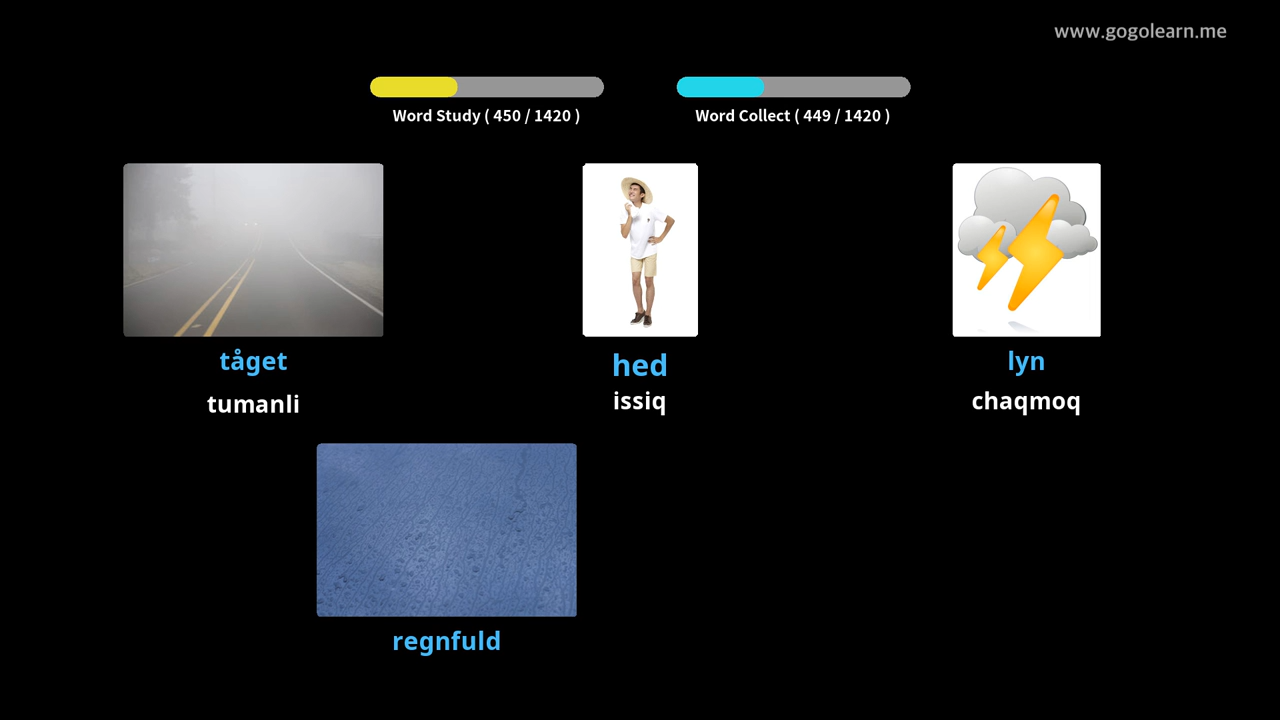 www.gogolearn.me
Word Study ( 450 / 1420 )
Word Collect ( 449 / 1420 )
tåget
hed
lyn
tumanli
issiq
chaqmoq
regnfuld